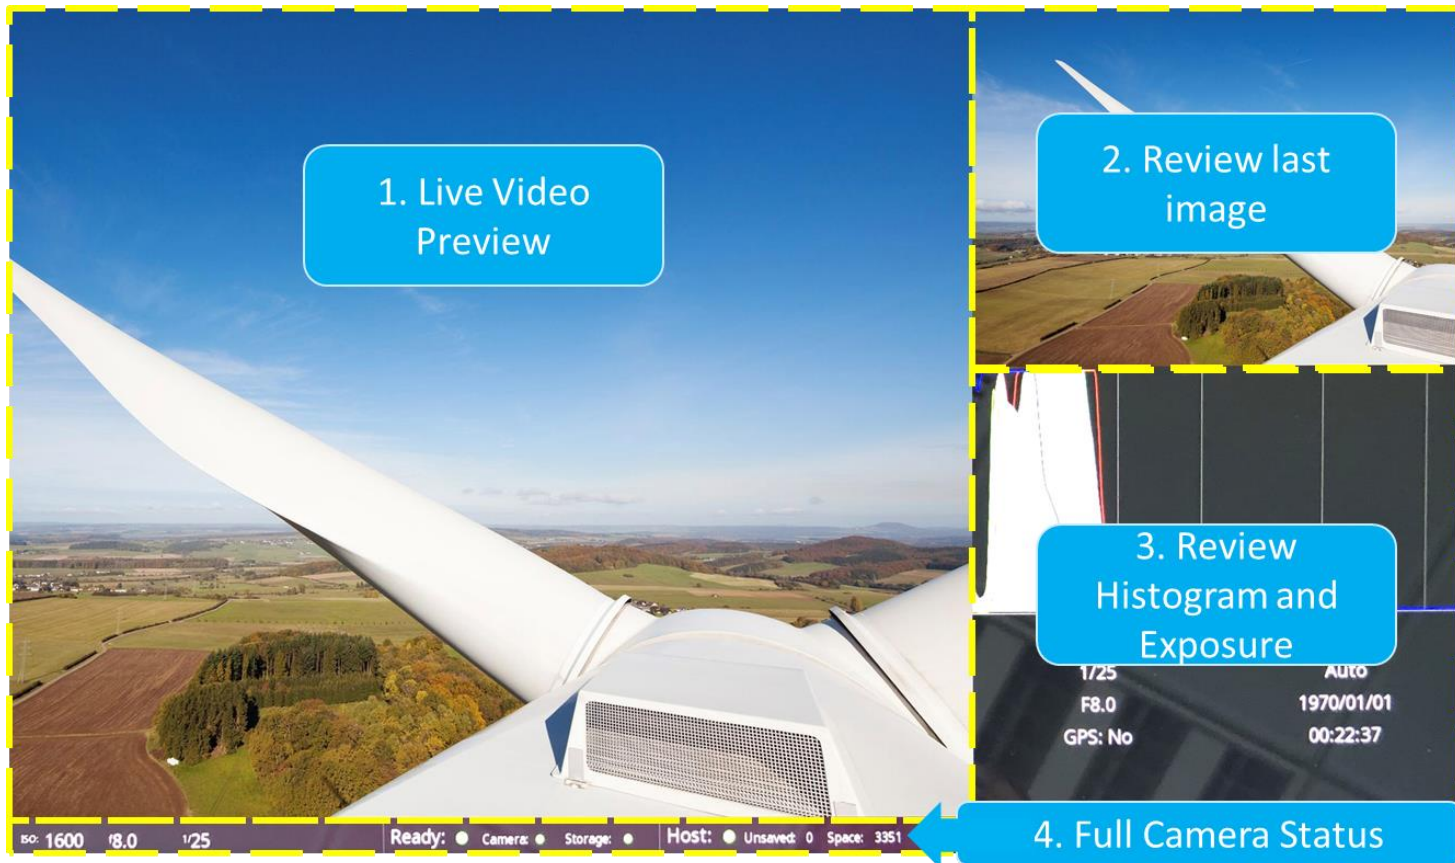 1. Live Video
Preview
2. Review last
image
3. Review
Histogram and
Exposure
1/25 Auto
F8.0 1970/01/01
GPS: No 00:22:37
ISO: 1600 f8.0 1/25 Ready: Camera: Storage: Host: Unsaved: 0 Space: 3351
4. Full Camera Status